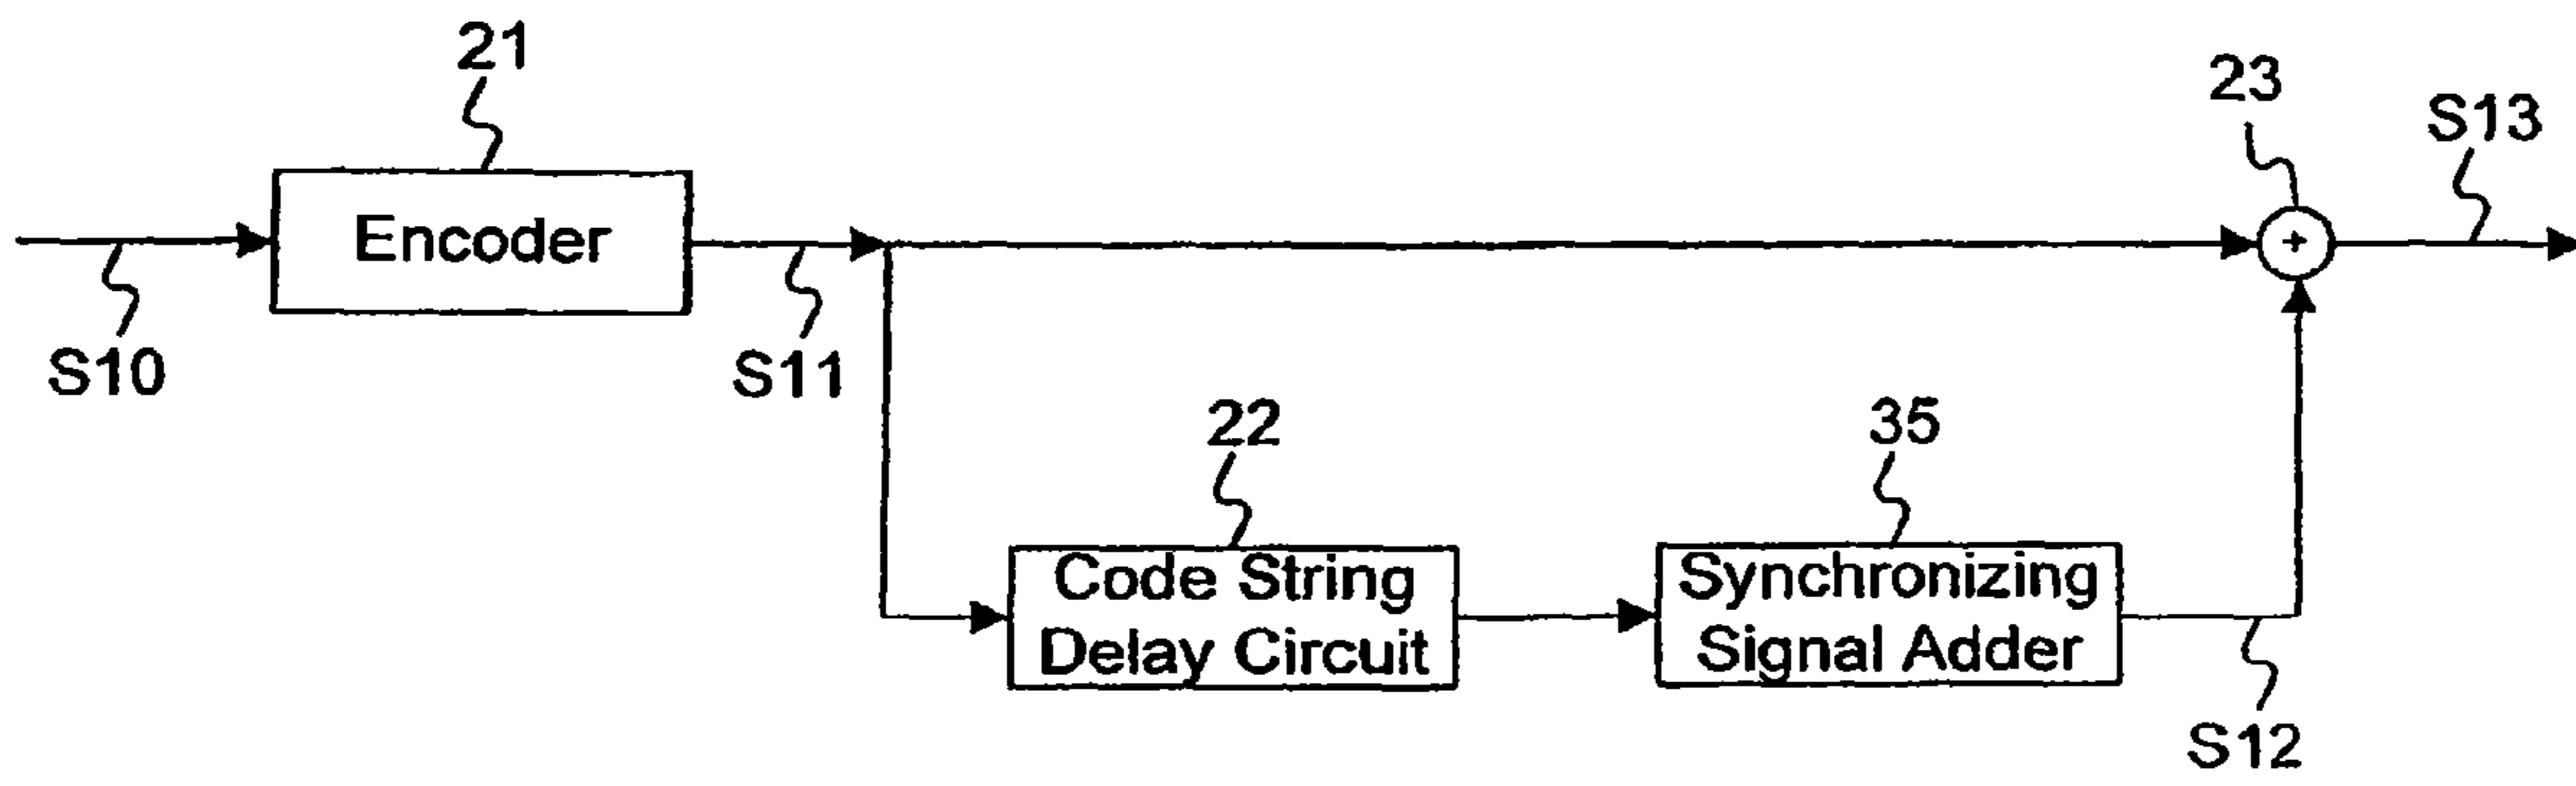 21
23
S13
Encoder
+
S10
S11
22
35
Code String
Delay Circuit
Synchronizing
Signal Adder
S12